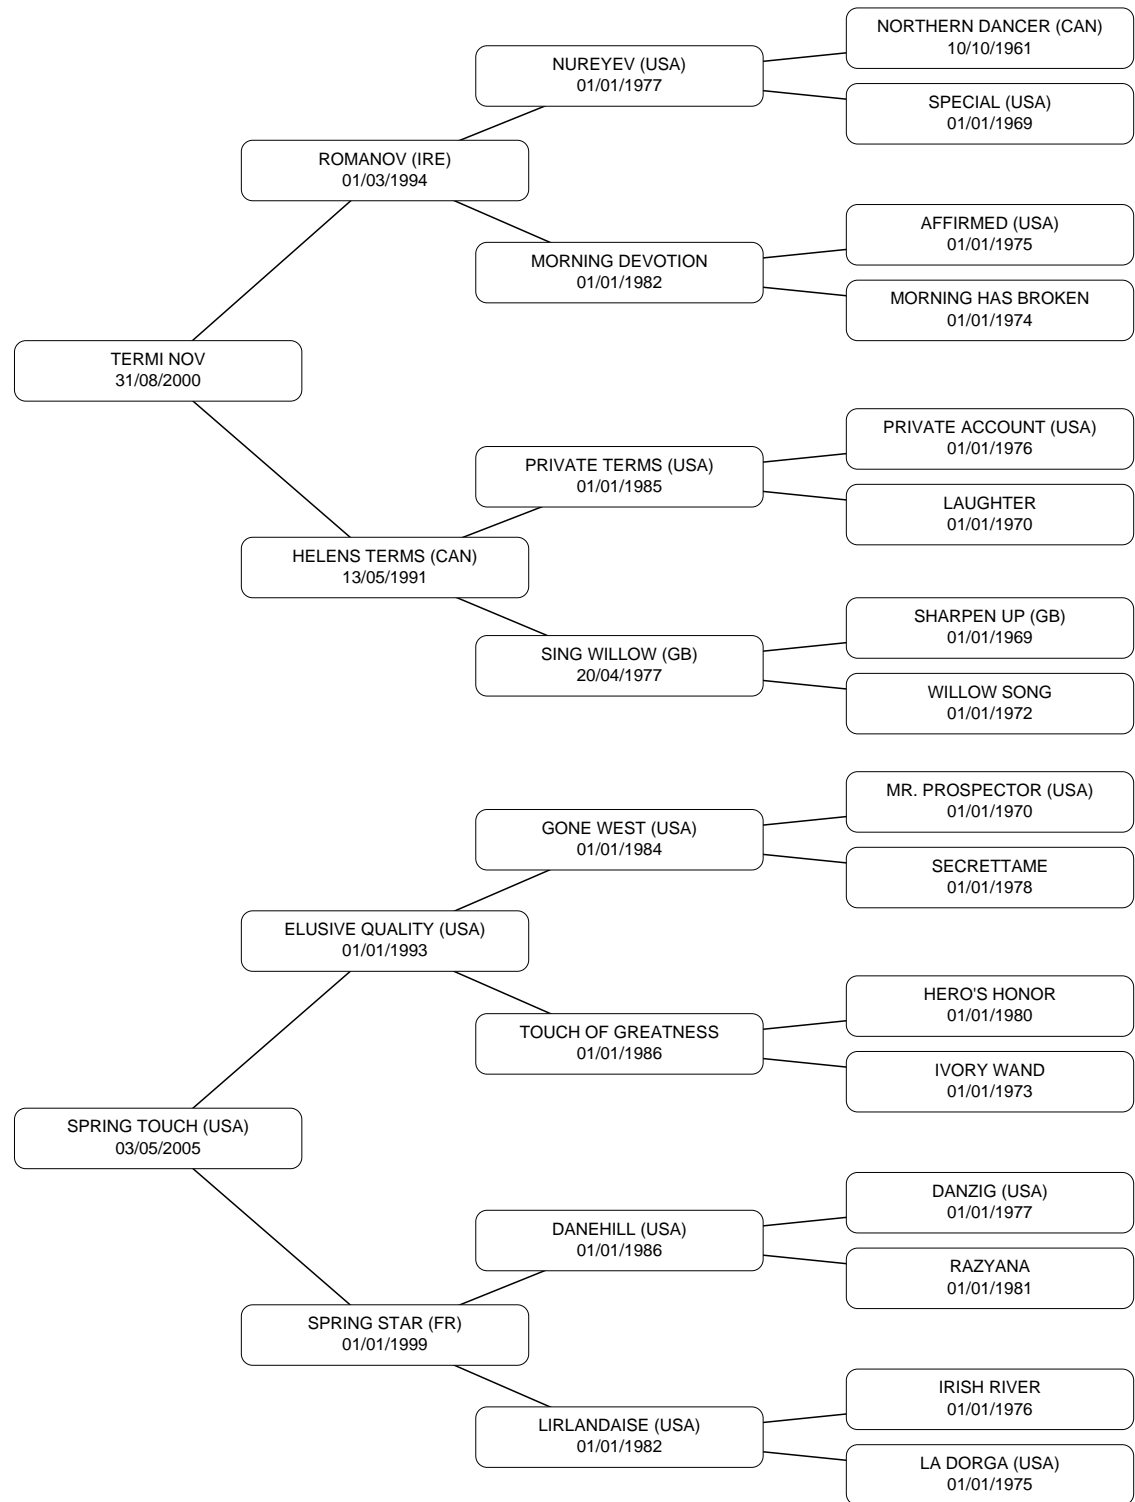 NORTHERN DANCER (CAN)
10/10/1961
NUREYEV (USA)
01/01/1977
SPECIAL (USA)
01/01/1969
ROMANOV (IRE)
01/03/1994
AFFIRMED (USA)
01/01/1975
MORNING DEVOTION
01/01/1982
MORNING HAS BROKEN
01/01/1974
TERMI NOV
31/08/2000
PRIVATE ACCOUNT (USA)
01/01/1976
PRIVATE TERMS (USA)
01/01/1985
LAUGHTER
01/01/1970
HELENS TERMS (CAN)
13/05/1991
SHARPEN UP (GB)
01/01/1969
SING WILLOW (GB)
20/04/1977
WILLOW SONG
01/01/1972
MR. PROSPECTOR (USA)
01/01/1970
GONE WEST (USA)
01/01/1984
SECRETTAME
01/01/1978
ELUSIVE QUALITY (USA)
01/01/1993
HERO'S HONOR
01/01/1980
TOUCH OF GREATNESS
01/01/1986
IVORY WAND
01/01/1973
SPRING TOUCH (USA)
03/05/2005
DANZIG (USA)
01/01/1977
DANEHILL (USA)
01/01/1986
RAZYANA
01/01/1981
SPRING STAR (FR)
01/01/1999
IRISH RIVER
01/01/1976
LIRLANDAISE (USA)
01/01/1982
LA DORGA (USA)
01/01/1975